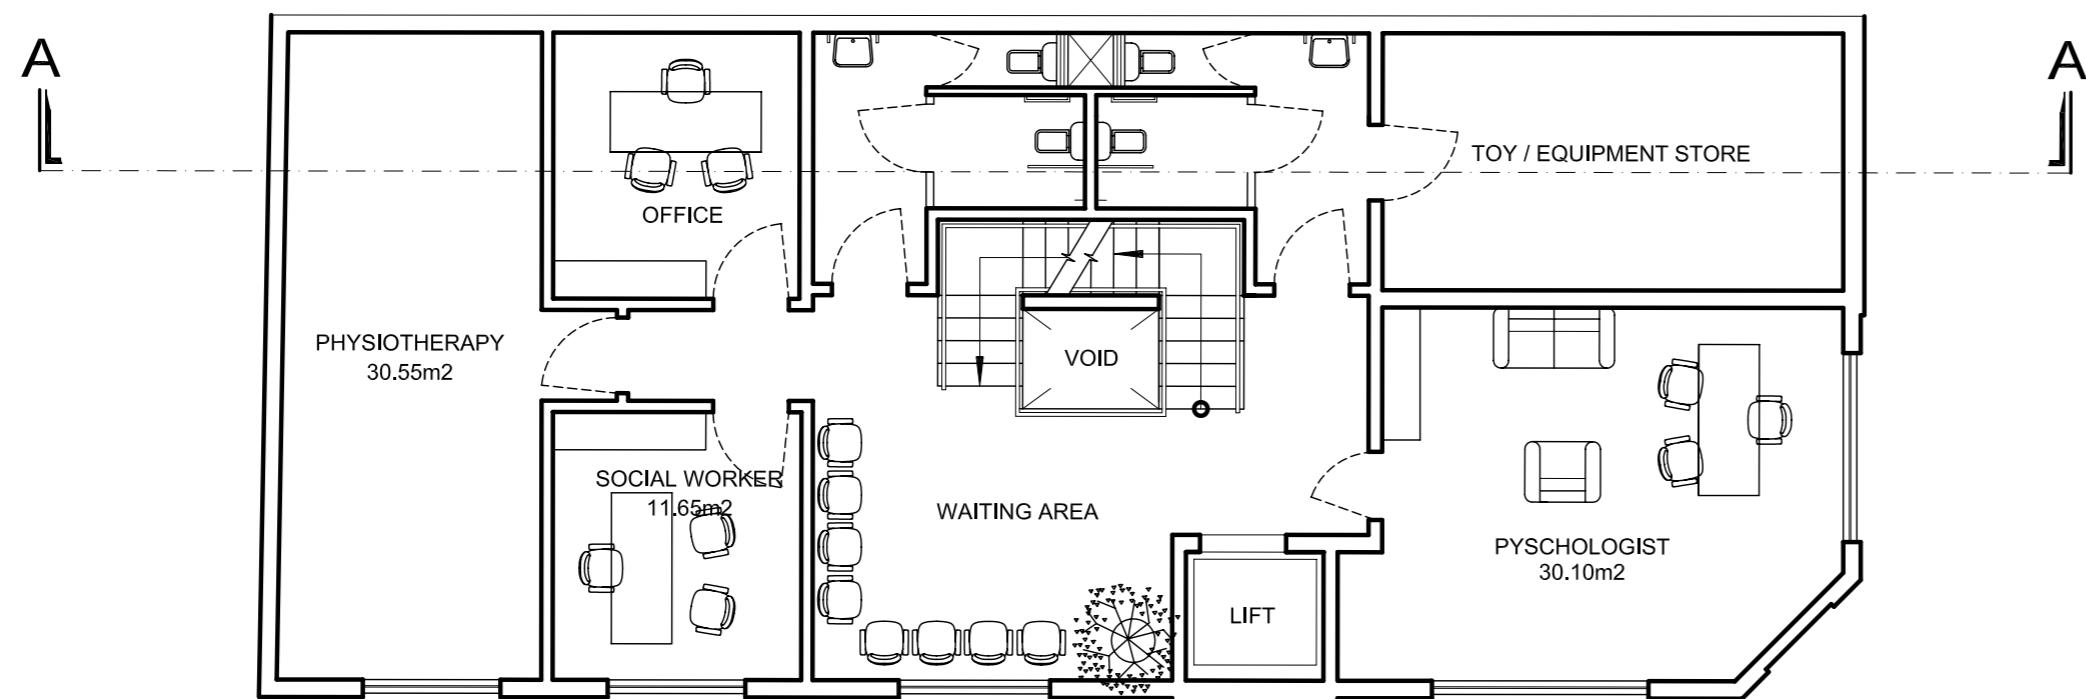 A
A
TOY / EQUIPMENT STORE
OFFICE
PHYSIOTHERAPY
30.55m2
VOID
SOCIAL WORKER
11.65m2
WAITING AREA
PYSCHOLOGIST
30.10m2
LIFT